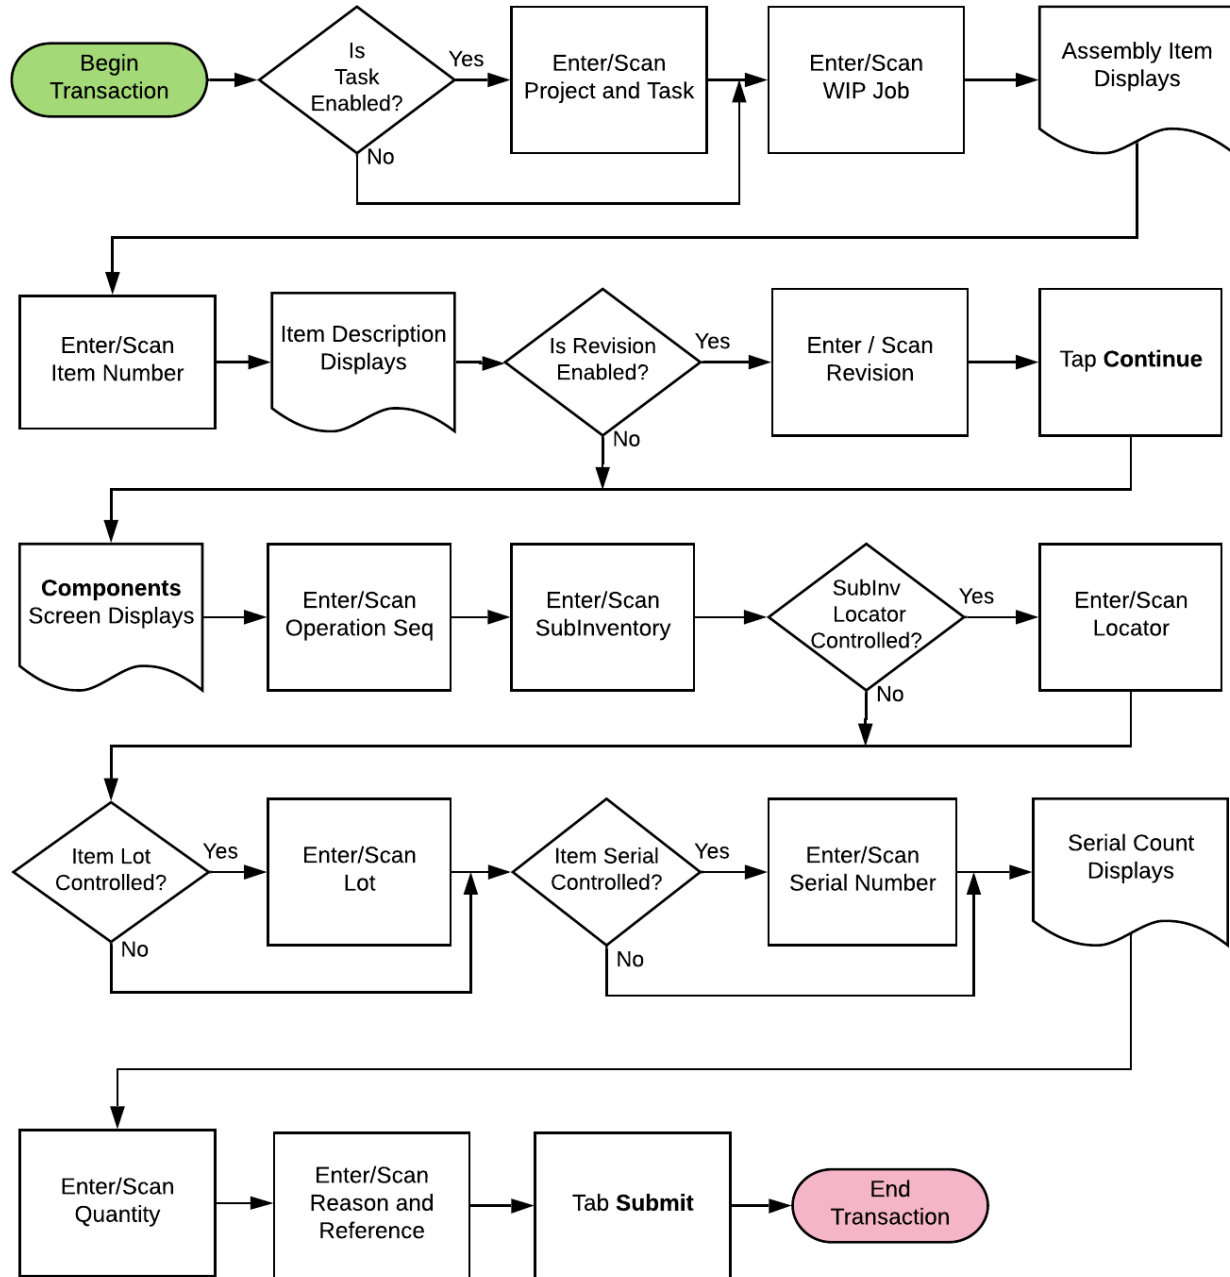 Begin
Transaction
Is
Task
Enabled?
Yes
No
Enter/Scan
Project and Task
Enter/Scan
WIP Job
Assembly Item
Displays
Enter/Scan
Item Number
Item Description
Displays
Is Revision
Enabled?
Yes
No
Enter / Scan
Revision
Tap Continue
Components
Screen Displays
Enter/Scan
Operation Seq
Enter/Scan
SubInventory
SubInv
Locator
Controlled?
Yes
No
Enter/Scan
Locator
Item Lot
Controlled?
Yes
No
Enter/Scan
Lot
Item Serial
Controlled?
Yes
No
Enter/Scan
Serial Number
Serial Count
Displays
Enter/Scan
Quantity
Enter/Scan
Reason and
Reference
Tab Submit
End
Transaction